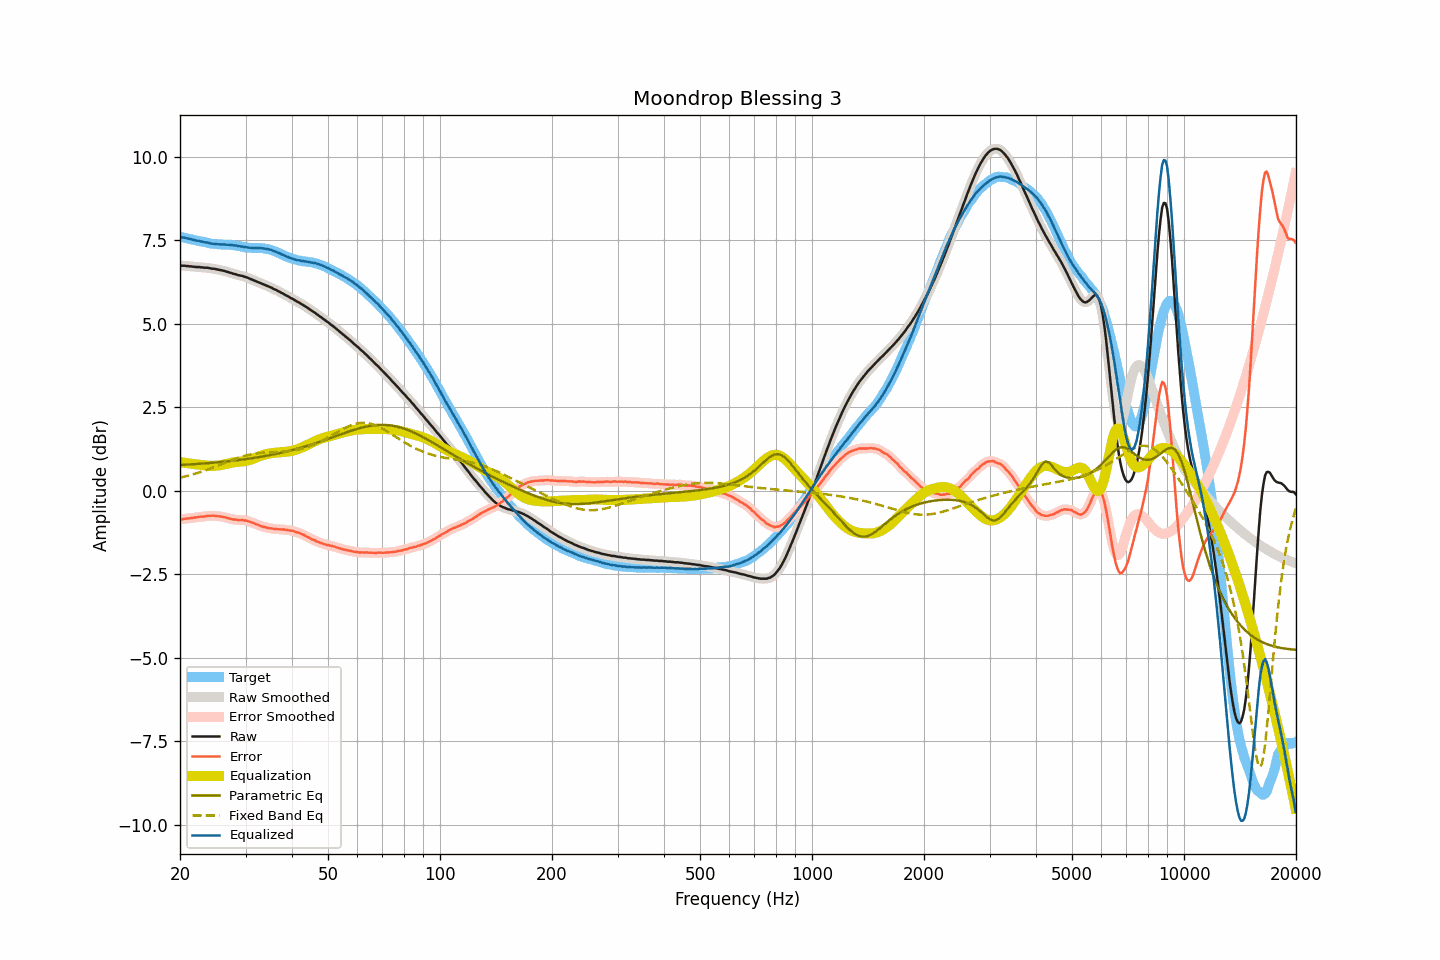 Moondrop Blessing 3
Amplitude (dBr)
10.0
7.5
5.0
2.5
0.0
−2.5
−5.0
−7.5
−10.0
Target
Raw Smoothed
Error Smoothed
Raw
Error
Equalization
Parametric Eq
Fixed Band Eq
Equalized
20 50 100 200 500 1000 2000 5000 10000 20000
Frequency (Hz)